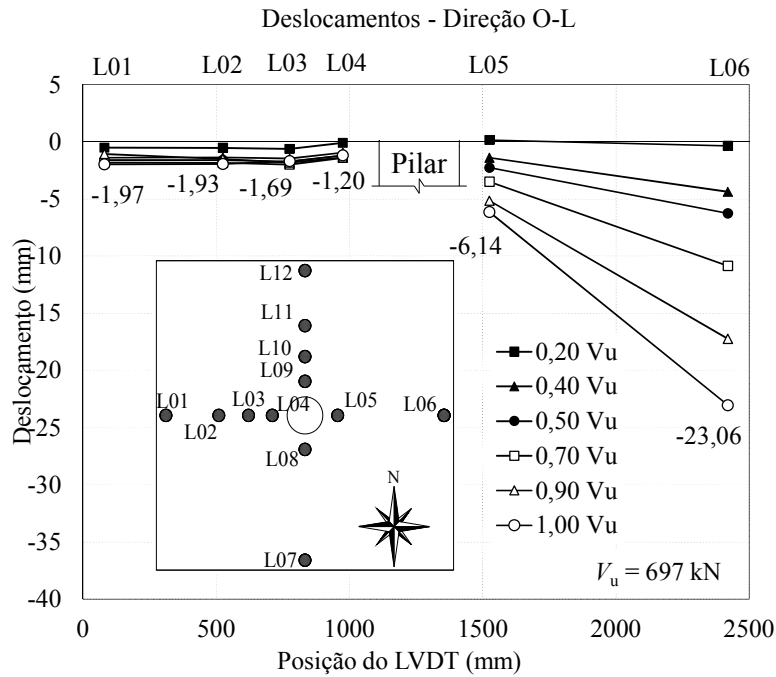 Deslocamentos - Direção O-L
L01 L02 L03 L04 L05 L06
5
0
-5
-10
-15
-20
-25
-30
-35
-40
Deslocamento (mm)
Pilar
-1,97
-1,93
-1,69
-1,20
-6,14
-23,06
L12
L11
L10
L09
L01
L02
L03
L04
L05
L06
L08
L07
N
0,20 Vu
0,40 Vu
0,50 Vu
0,70 Vu
0,90 Vu
1,00 Vu
Vu = 697 kN
0 500 1000 1500 2000 2500
Posição do LVDT (mm)